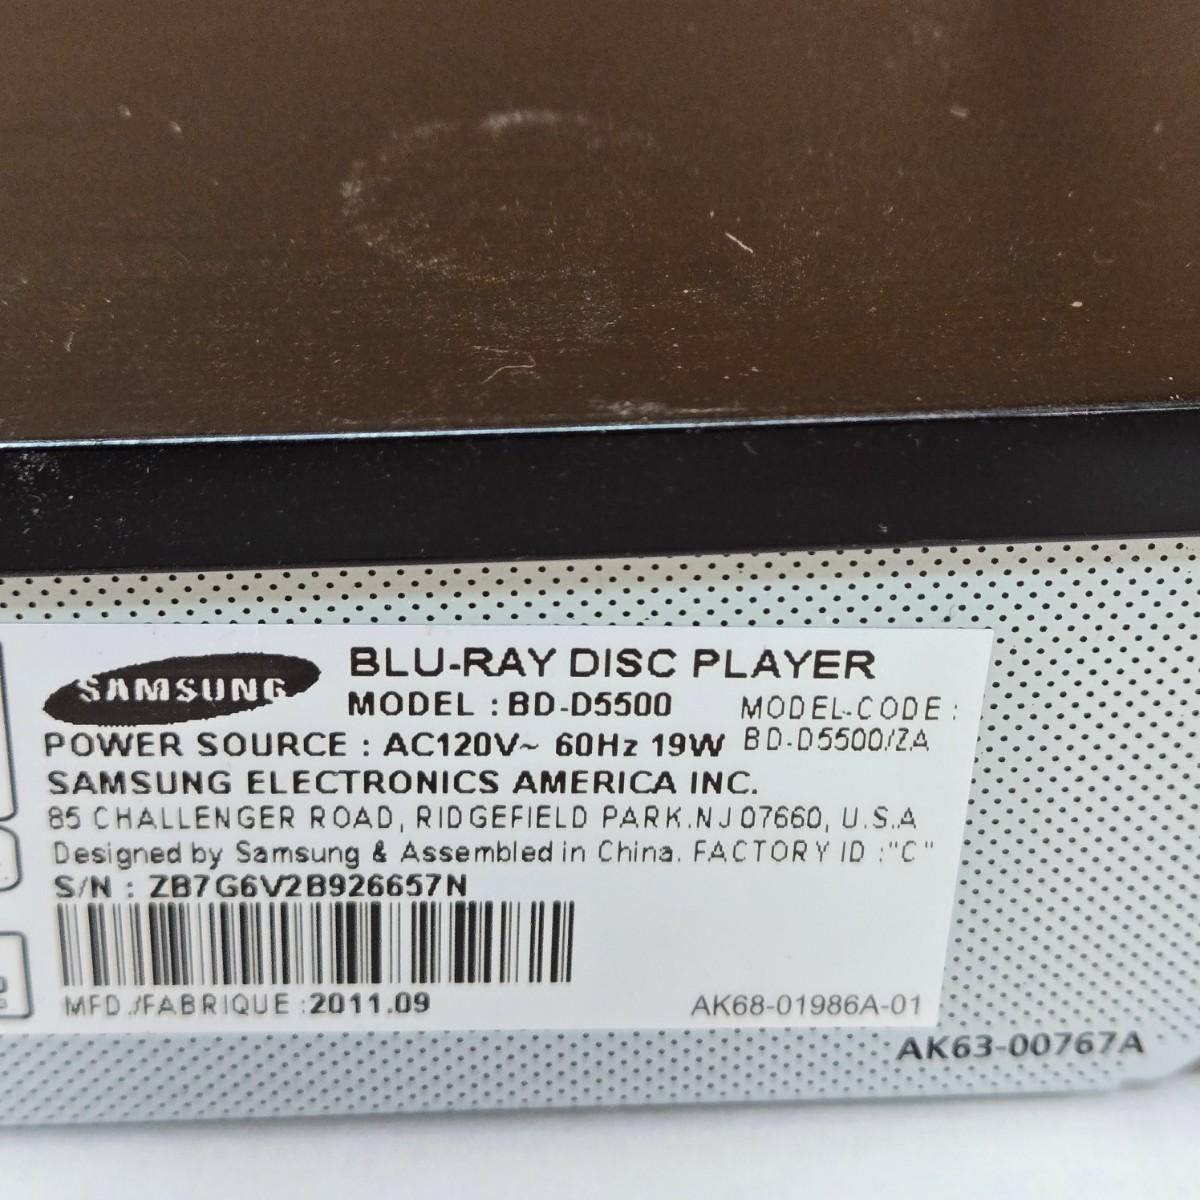 SAMSUNG
BLU-RAY DISC PLAYER
MODEL : BD-D5500
MODEL-CODE :
BD-D5500/ZA
POWER SOURCE : AC120V~ 60Hz 19W
SAMSUNG ELECTRONICS AMERICA INC.
85 CHALLENGER ROAD, RIDGEFIELD PARK.NJ 07660, U.S.A
Designed by Samsung & Assembled in China. FACTORY ID :"C"
S/N : ZB7G6V2B926657N
MFD./FABRIQUE :2011.09
AK68-01986A-01
AK63-00767A